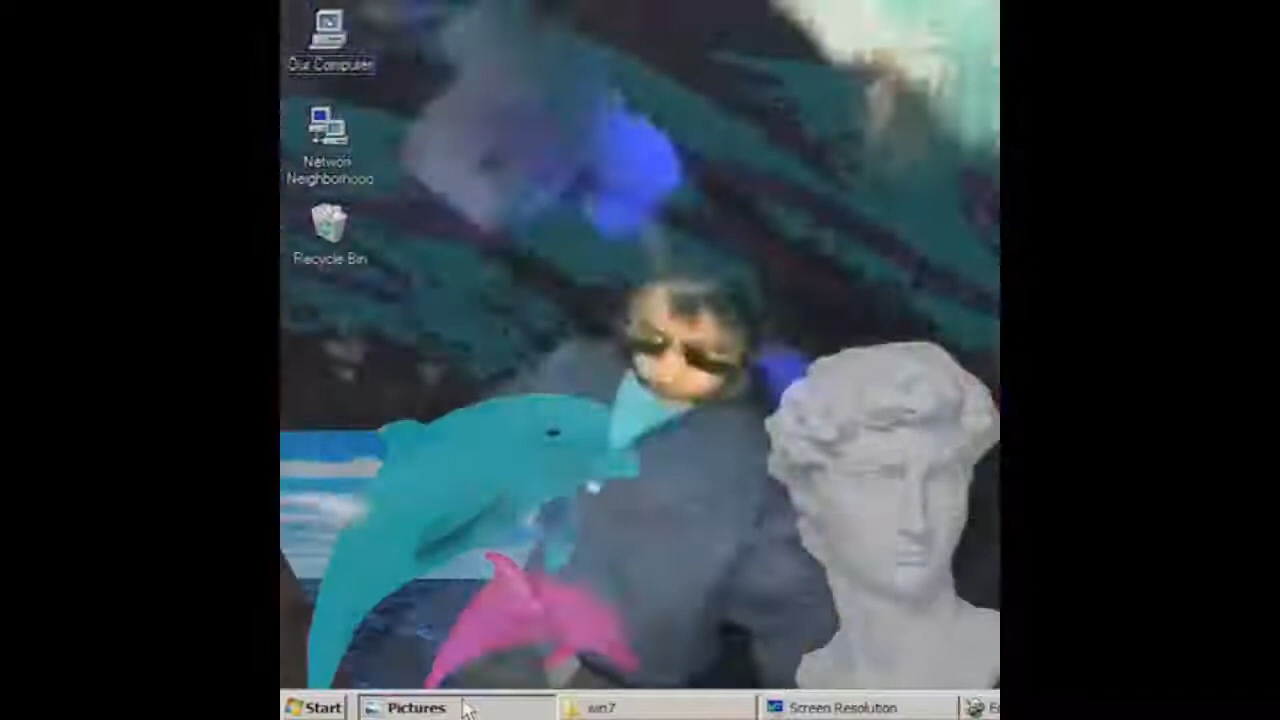 Our Computer
Network
Neighborhood
Recycle Bin
Start
Pictures
win7
Screen Resolution